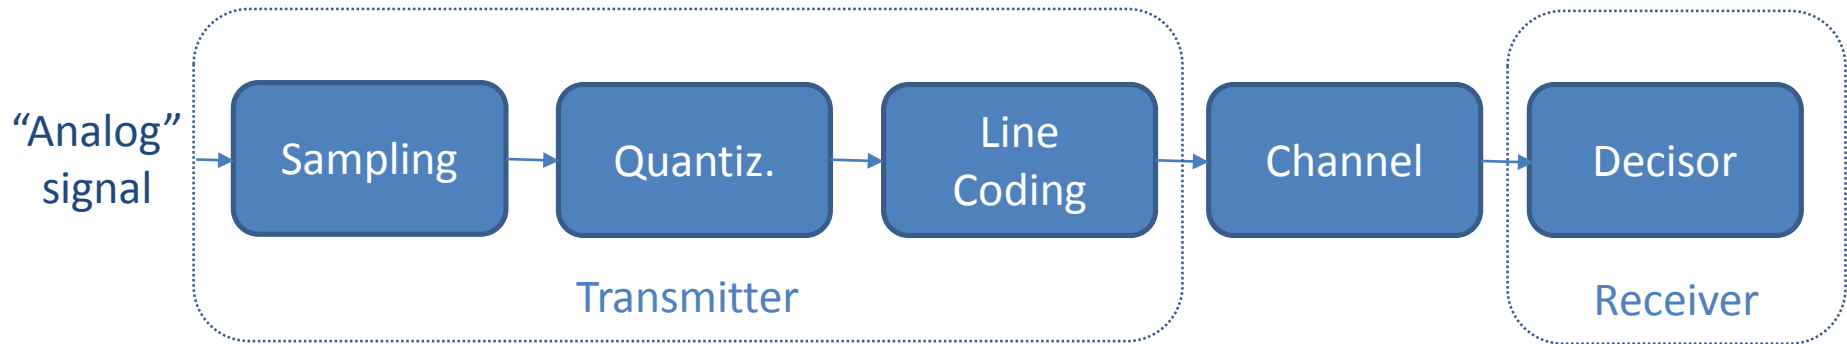 “Analog”
signal
Sampling
Quantiz.
Line
Coding
Channel
Decisor
Transmitter
Receiver